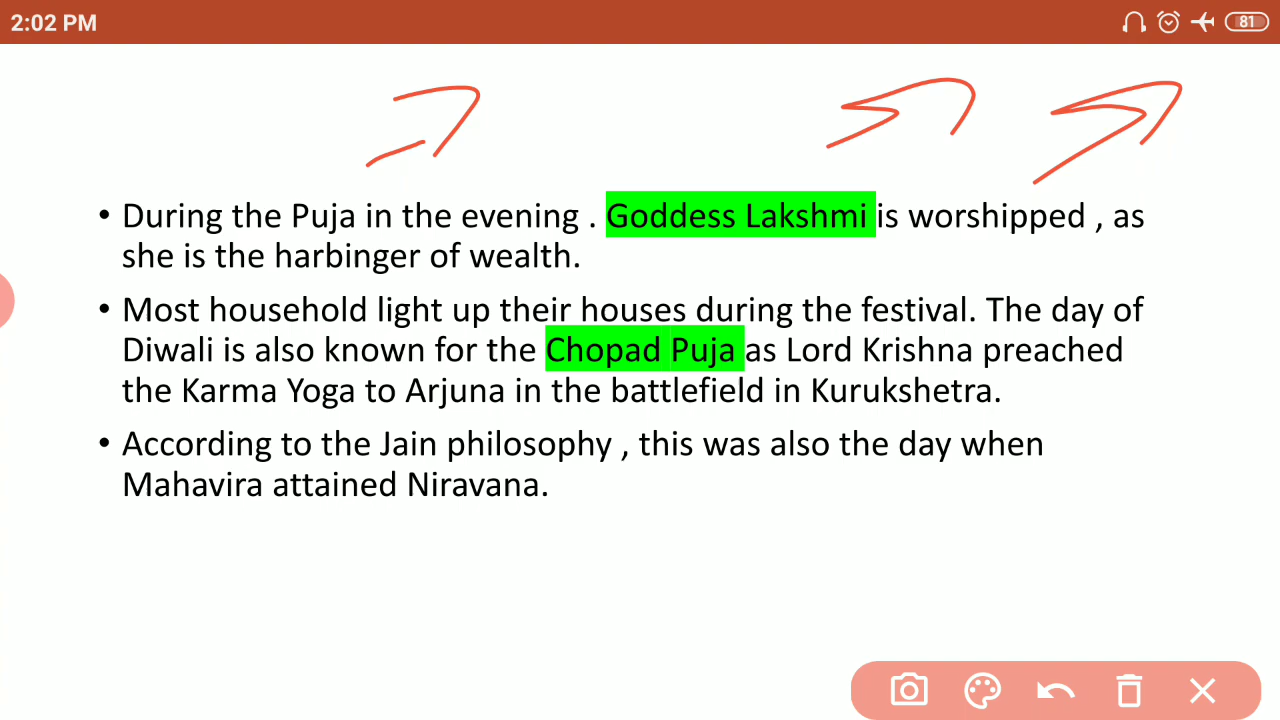 2:02 PM
81
• During the Puja in the evening . Goddess Lakshmi is worshipped , as
she is the harbinger of wealth.
• Most household light up their houses during the festival. The day of
Diwali is also known for the Chopad Puja as Lord Krishna preached
the Karma Yoga to Arjuna in the battlefield in Kurukshetra.
• According to the Jain philosophy , this was also the day when
Mahavira attained Niravana.